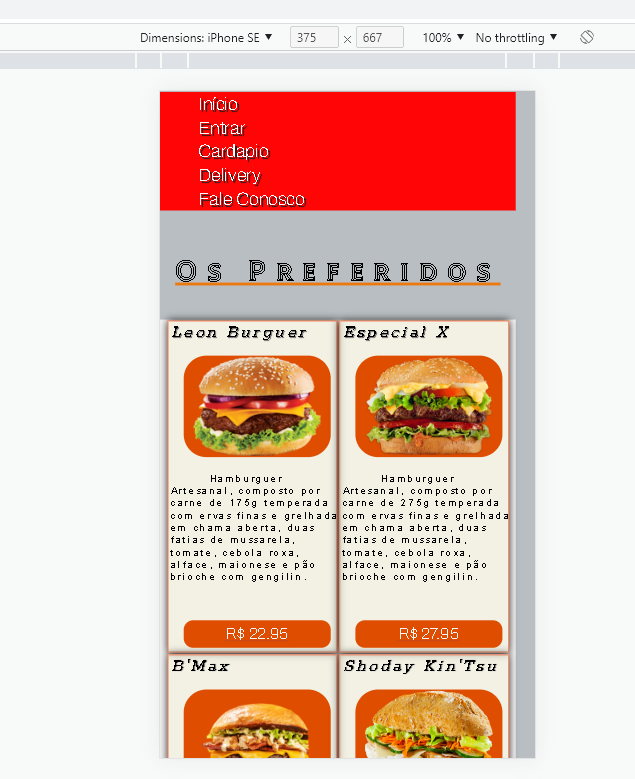 Dimensions: iPhone SE ▼ 375 × 667 100% ▼ No throttling ▼
Início
Entrar
Cardapio
Delivery
Fale Conosco
Os Preferidos
Leon Burguer
Hamburguer
Artesanal, composto por
carne de 175g temperada
com ervas finas e grelhada
em chama aberta, duas
fatias de mussarela,
tomate, cebola roxa,
alface, maionese e pão
brioche com gengilin.
R$ 22.95
Especial X
Hamburguer
Artesanal, composto por
carne de 275g temperada
com ervas finas e grelhada
em chama aberta, duas
fatias de mussarela,
tomate, cebola roxa,
alface, maionese e pão
brioche com gengilin.
R$ 27.95
B'Max
Shoday Kin'Tsu